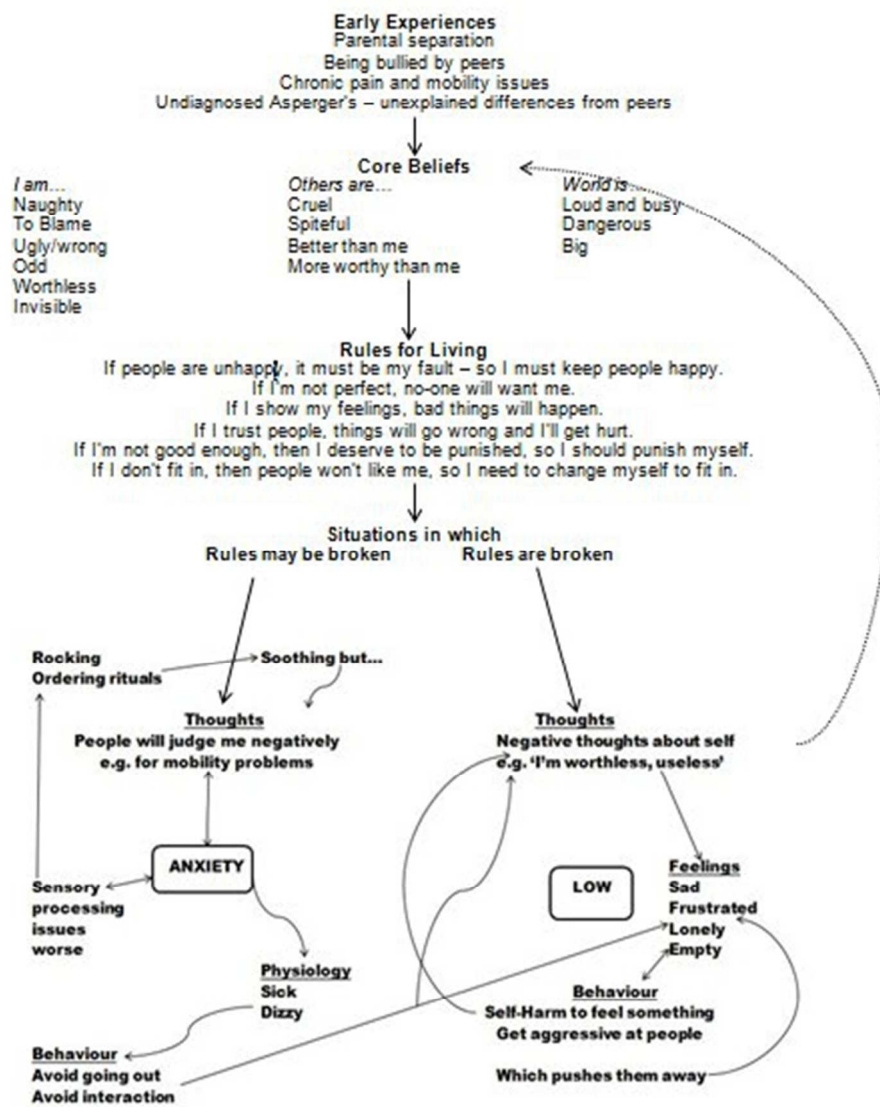 Early Experiences
Parental separation
Being bullied by peers
Chronic pain and mobility issues
Undiagnosed Asperger's – unexplained differences from peers
Core Beliefs
I am...
Naughty
To Blame
Ugly/wrong
Odd
Worthless
Invisible
Others are...
Cruel
Spiteful
Better than me
More worthy than me
World is...
Loud and busy
Dangerous
Big
Rules for Living
If people are unhappy, it must be my fault – so I must keep people happy.
If I'm not perfect, no-one will want me.
If I show my feelings, bad things will happen.
If I trust people, things will go wrong and I'll get hurt.
If I'm not good enough, then I deserve to be punished, so I should punish myself.
If I don't fit in, then people won't like me, so I need to change myself to fit in.
Situations in which
Rules may be broken
Rules are broken
Rocking
Ordering rituals
Soothing but...
Thoughts
People will judge me negatively
e.g. for mobility problems
ANXIETY
Sensory
processing
issues
worse
Physiology
Sick
Dizzy
Behaviour
Avoid going out
Avoid interaction
Thoughts
Negative thoughts about self
e.g. 'I'm worthless, useless'
LOW
Feelings
Sad
Frustrated
Lonely
Empty
Behaviour
Self-Harm to feel something
Get aggressive at people
Which pushes them away